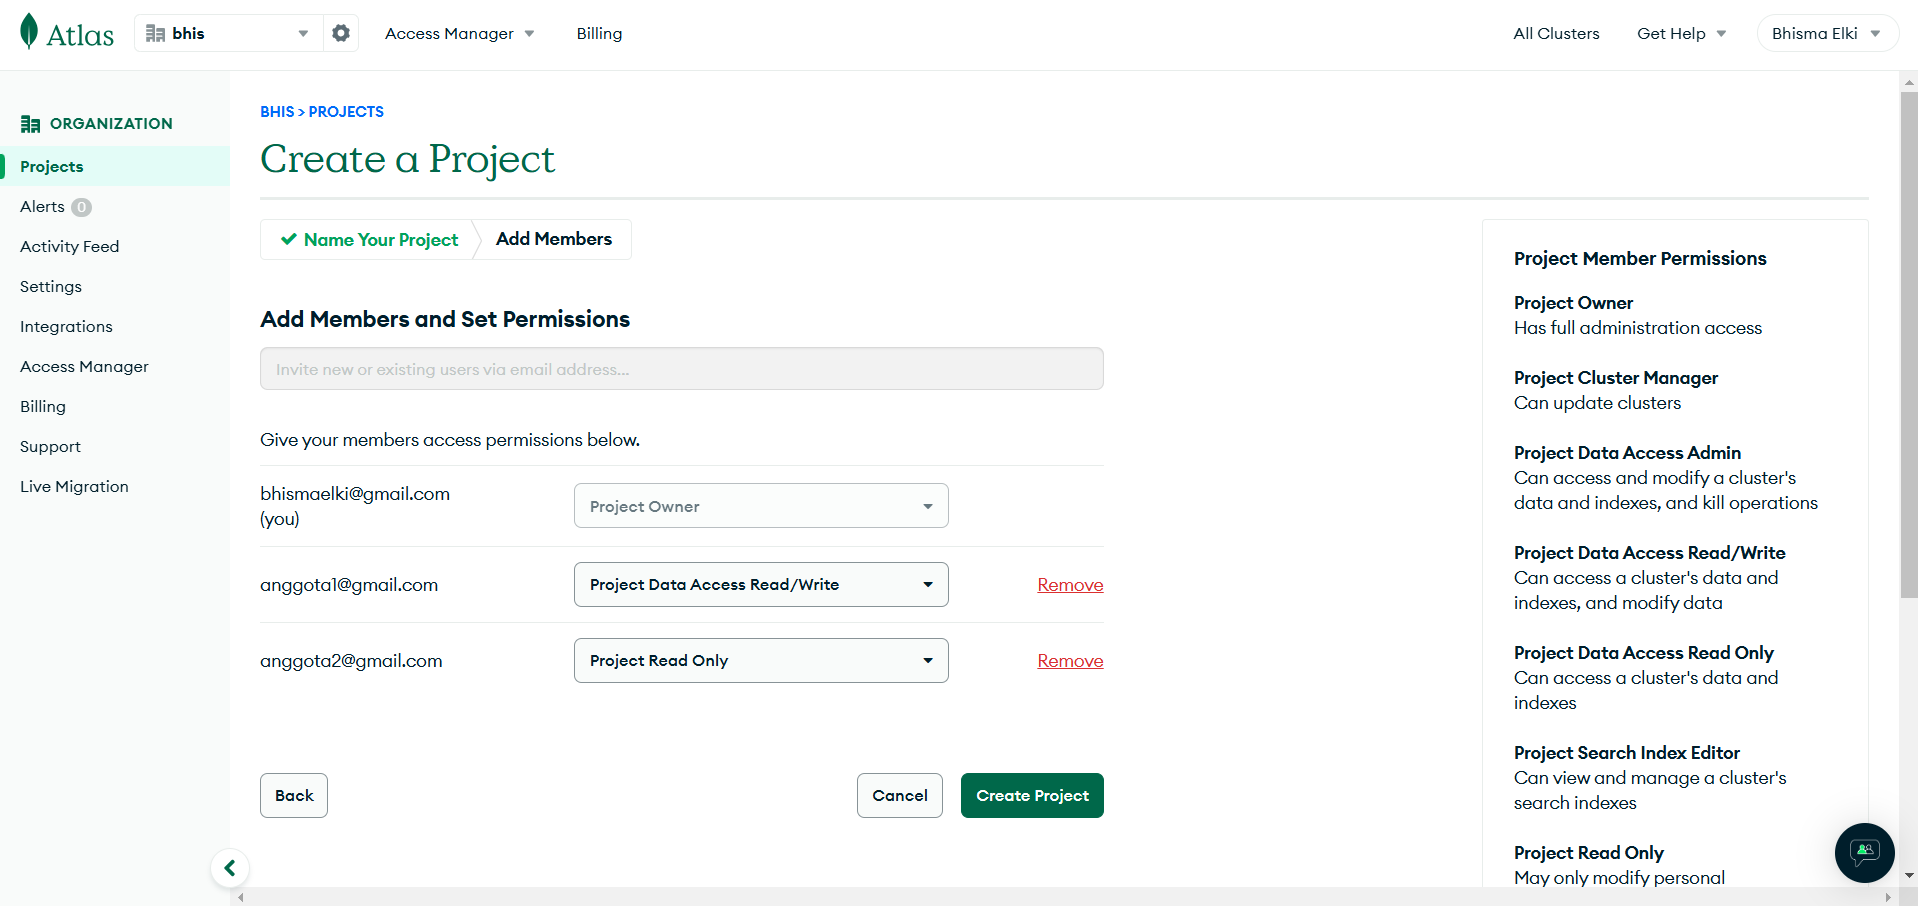 Atlas
bhis
Access Manager
Billing
All Clusters
Get Help
Bhisma Elki
ORGANIZATION
Projects
Alerts 0
Activity Feed
Settings
Integrations
Access Manager
Billing
Support
Live Migration
BHIS > PROJECTS
Create a Project
Name Your Project
Add Members
Add Members and Set Permissions
Invite new or existing users via email address...
Give your members access permissions below.
bhismaelki@gmail.com
(you)
Project Owner
anggota1@gmail.com
Project Data Access Read/Write
Remove
anggota2@gmail.com
Project Read Only
Remove
Back
Cancel
Create Project
Project Member Permissions
Project Owner
Has full administration access
Project Cluster Manager
Can update clusters
Project Data Access Admin
Can access and modify a cluster's
data and indexes, and kill operations
Project Data Access Read/Write
Can access a cluster's data and
indexes, and modify data
Project Data Access Read Only
Can access a cluster's data and
indexes
Project Search Index Editor
Can view and manage a cluster's
search indexes
Project Read Only
May only modify personal